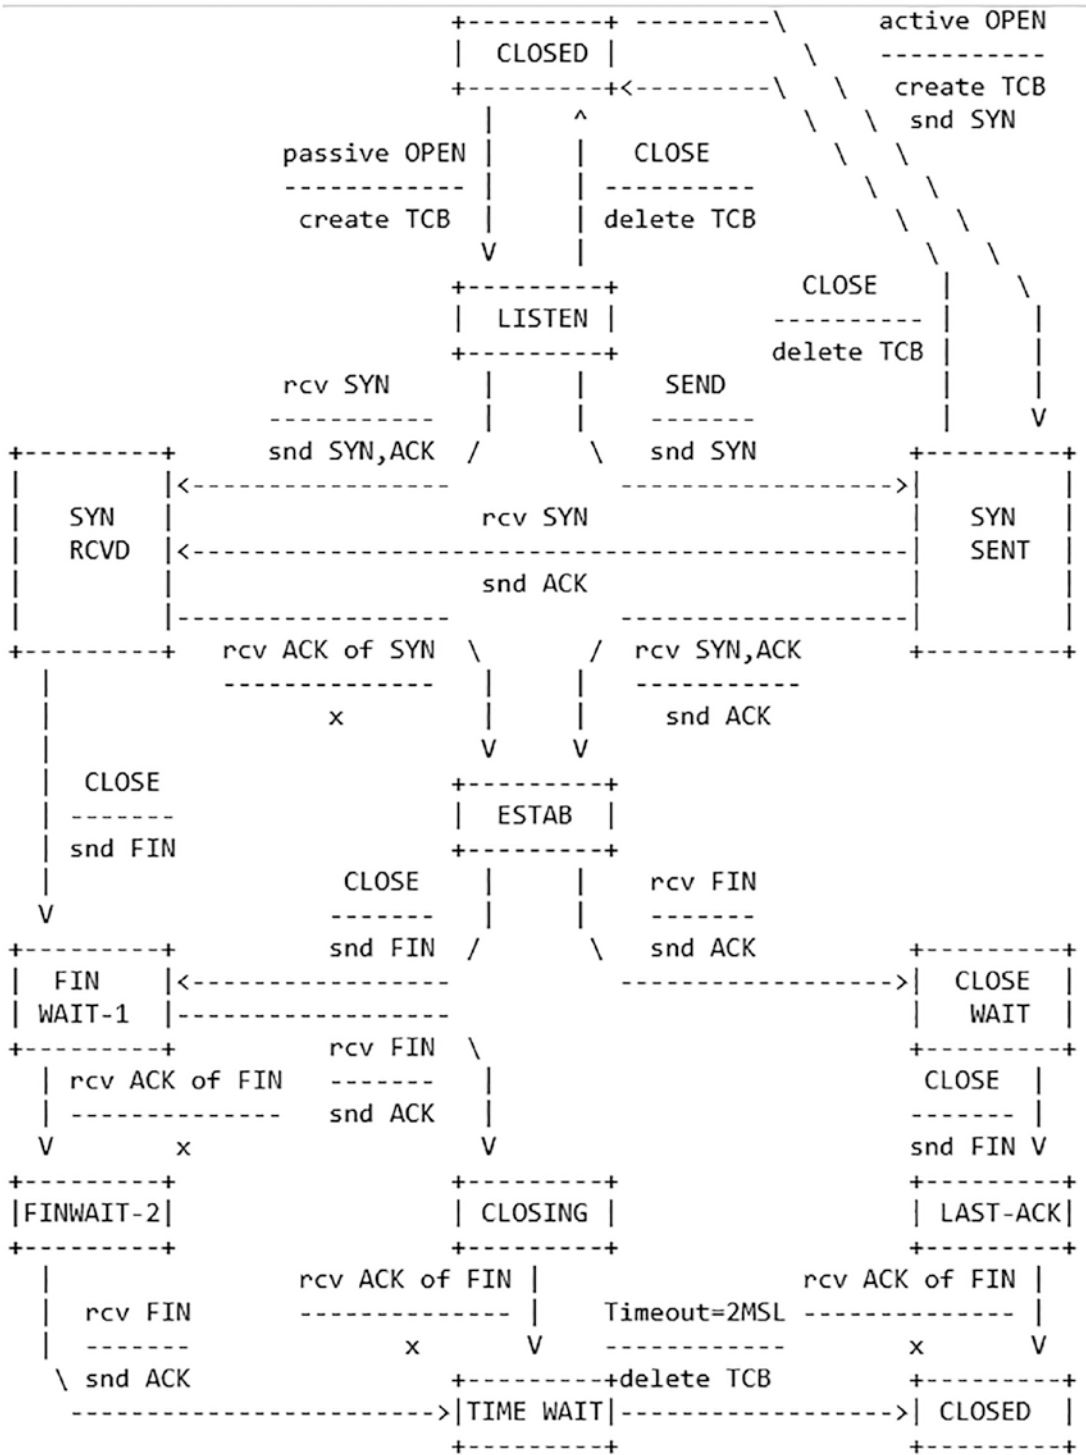 +---------+ ---------\ active OPEN
| CLOSED | \ -----------
+---------+<---------\ \ create TCB
| ^ \ \ snd SYN
passive OPEN | | CLOSE \ \
------------ | | ---------- \ \
create TCB | | delete TCB \ \
V | \ \
+---------+ CLOSE | \
| LISTEN | ---------- | |
+---------+ delete TCB | |
rcv SYN | | SEND | |
----------- | | ------- | V
+---------+ snd SYN,ACK / \ snd SYN +---------+
| |<----------------- ------------------>| |
| SYN | rcv SYN | SYN |
| RCVD |<-----------------------------------------------| SENT |
| | snd ACK | |
| |------------------ -------------------| |
+---------+ rcv ACK of SYN \ / rcv SYN,ACK +---------+
| -------------- | | -----------
| x | | snd ACK
| V V
| CLOSE +---------+
| ------- | ESTAB |
| snd FIN +---------+
| CLOSE | | rcv FIN
V ------- | | -------
+---------+ snd FIN / \ snd ACK +---------+
| FIN |<----------------- ------------------>| CLOSE |
| WAIT-1 |------------------ | WAIT |
+---------+ rcv FIN \ +---------+
| rcv ACK of FIN ------- | CLOSE |
| -------------- snd ACK | ------- |
V x V snd FIN V
+---------+ +---------+ +---------+
|FINWAIT-2| | CLOSING | | LAST-ACK|
+---------+ +---------+ +---------+
| rcv ACK of FIN | rcv ACK of FIN |
| rcv FIN -------------- | Timeout=2MSL -------------- |
| ------- x V ------------ x V
\ snd ACK +---------+delete TCB +---------+
------------------------>|TIME WAIT|------------------>| CLOSED |
+---------+ +---------+